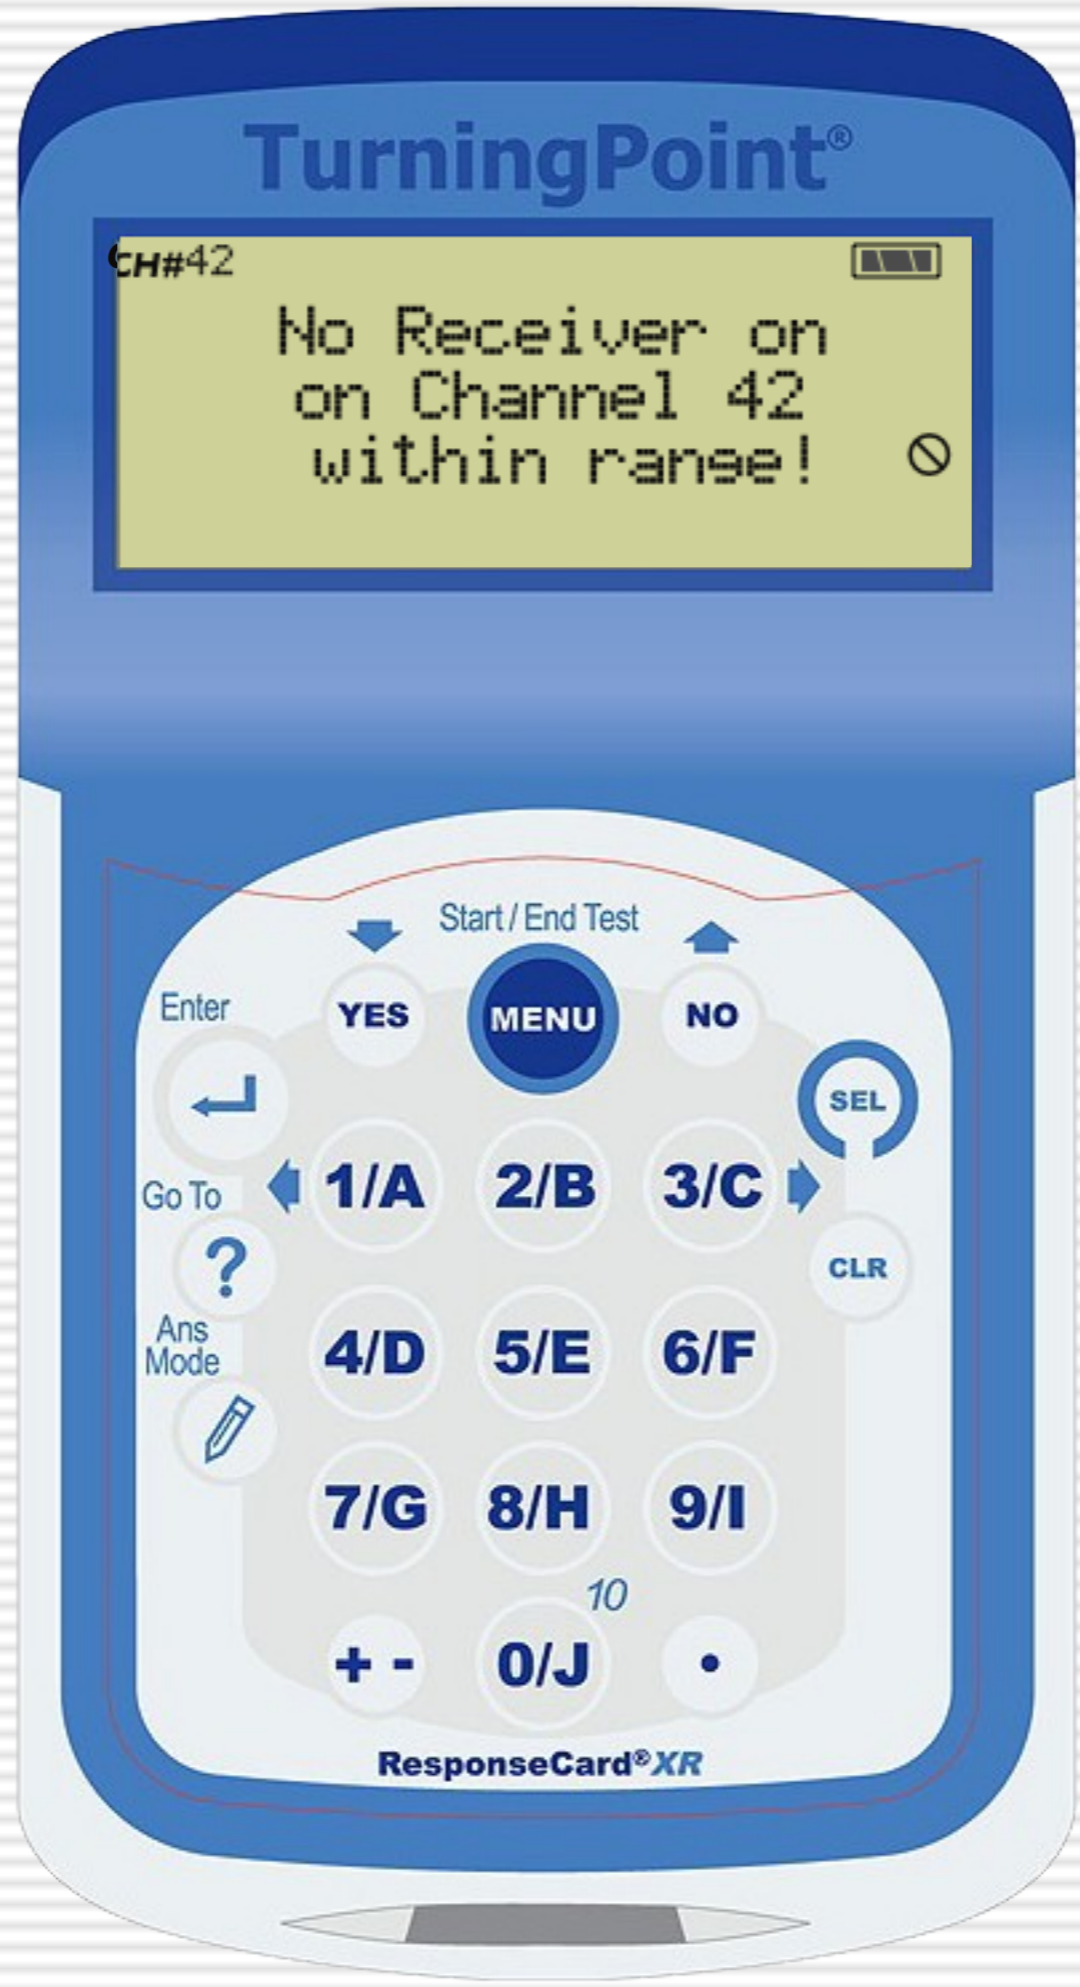 TurningPoint®
CH#42
No Receiver on
on Channel 42
within range!
Start / End Test
Enter
YES
MENU
NO
SEL
Go To
1/A
2/B
3/C
?
CLR
Ans
Mode
4/D
5/E
6/F
7/G
8/H
9/I
10
+ -
0/J
•
ResponseCard® XR